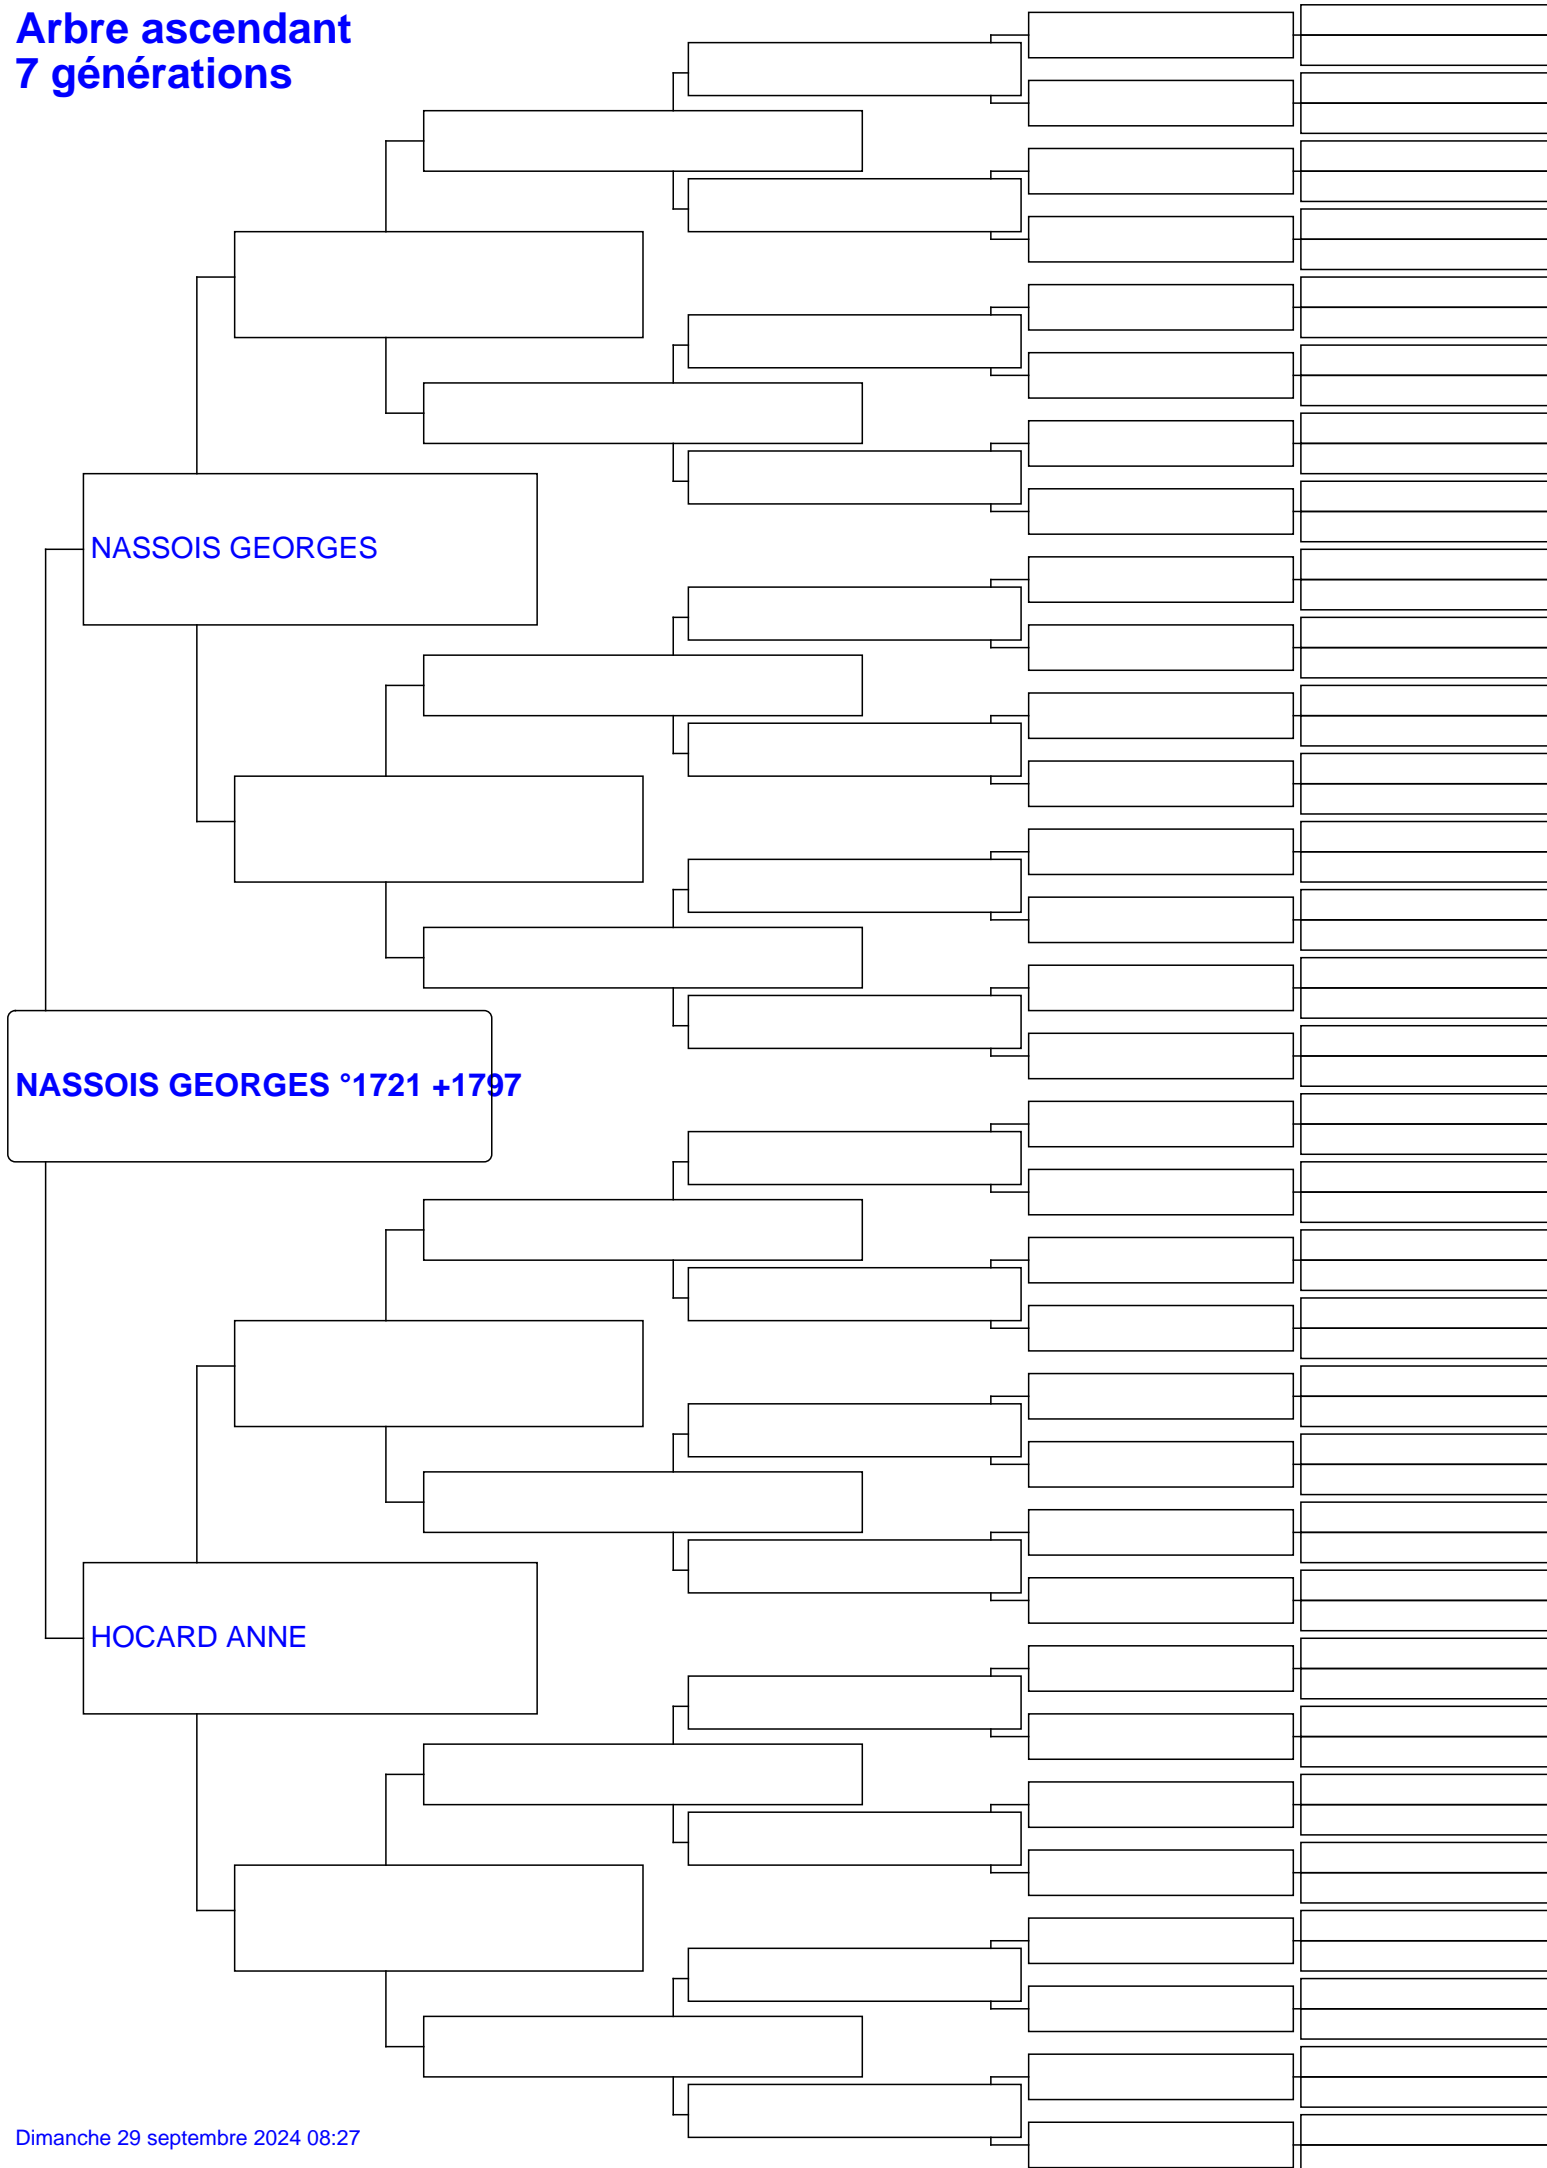 Arbre ascendant
7 générations
NASSOIS GEORGES
NASSOIS GEORGES °1721 +1797
HOCARD ANNE
Dimanche 29 septembre 2024 08:27